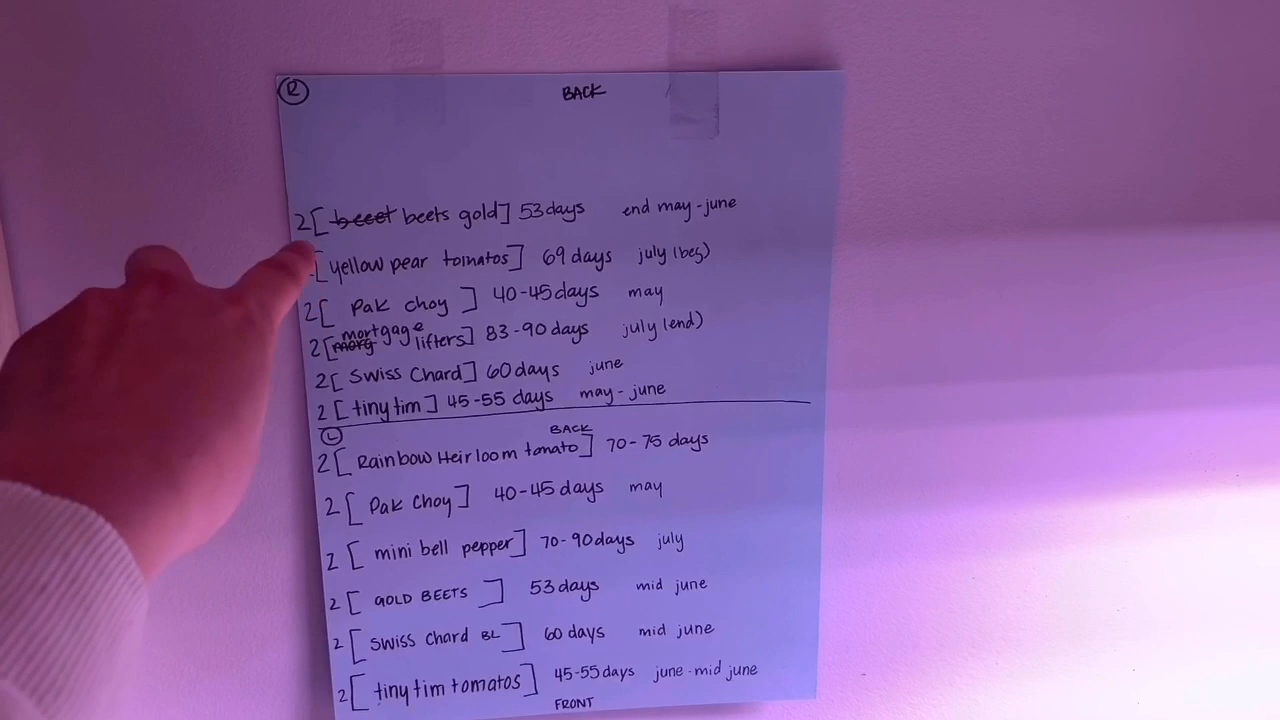 R BACK
2[ beeet beets gold] 53 days end may - june
[yellow pear tomatos] 69 days july (beg)
2[ Pak choy ] 40-45 days may
2[morg mortgage lifters] 83-90 days july (end)
2[ Swiss Chard] 60 days june
2 [tiny tim] 45-55 days may - june
L BACK
2[ Rainbow Heirloom tomato] 70-75 days
2 [ Pak Choy] 40-45 days may
2 [ mini bell pepper] 70-90 days july
2 [ GOLD BEETS ] 53 days mid june
2 [ Swiss Chard BL ] 60 days mid june
2 [ tiny tim tomatos] 45-55 days june - mid june
FRONT